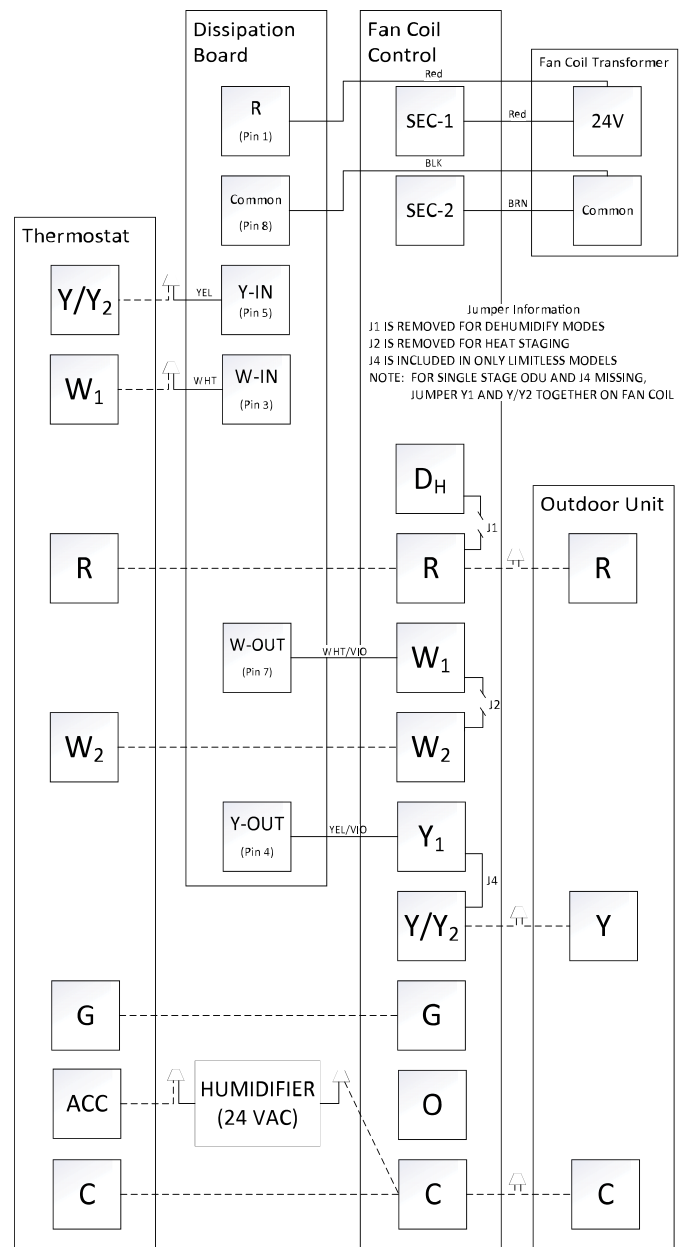 Dissipation
Board
Fan Coil
Control
Fan Coil Transformer
Red
R
(Pin 1)
SEC-1
Red
24V
BLK
Common
(Pin 8)
SEC-2
BRN
Common
Thermostat
Y/Y2
YEL
Y-IN
(Pin 5)
Jumper Information
J1 IS REMOVED FOR DEHUMIDIFY MODES
J2 IS REMOVED FOR HEAT STAGING
J4 IS INCLUDED IN ONLY LIMITLESS MODELS
NOTE: FOR SINGLE STAGE ODU AND J4 MISSING,
JUMPER Y1 AND Y/Y2 TOGETHER ON FAN COIL
W1
WHT
W-IN
(Pin 3)
DH
J1
Outdoor Unit
R
R
R
W-OUT
(Pin 7)
WHT/VIO
W1
J2
W2
W2
Y-OUT
(Pin 4)
YEL/VIO
Y1
J4
Y/Y2
Y
G
G
ACC
HUMIDIFIER
(24 VAC)
O
C
C
C